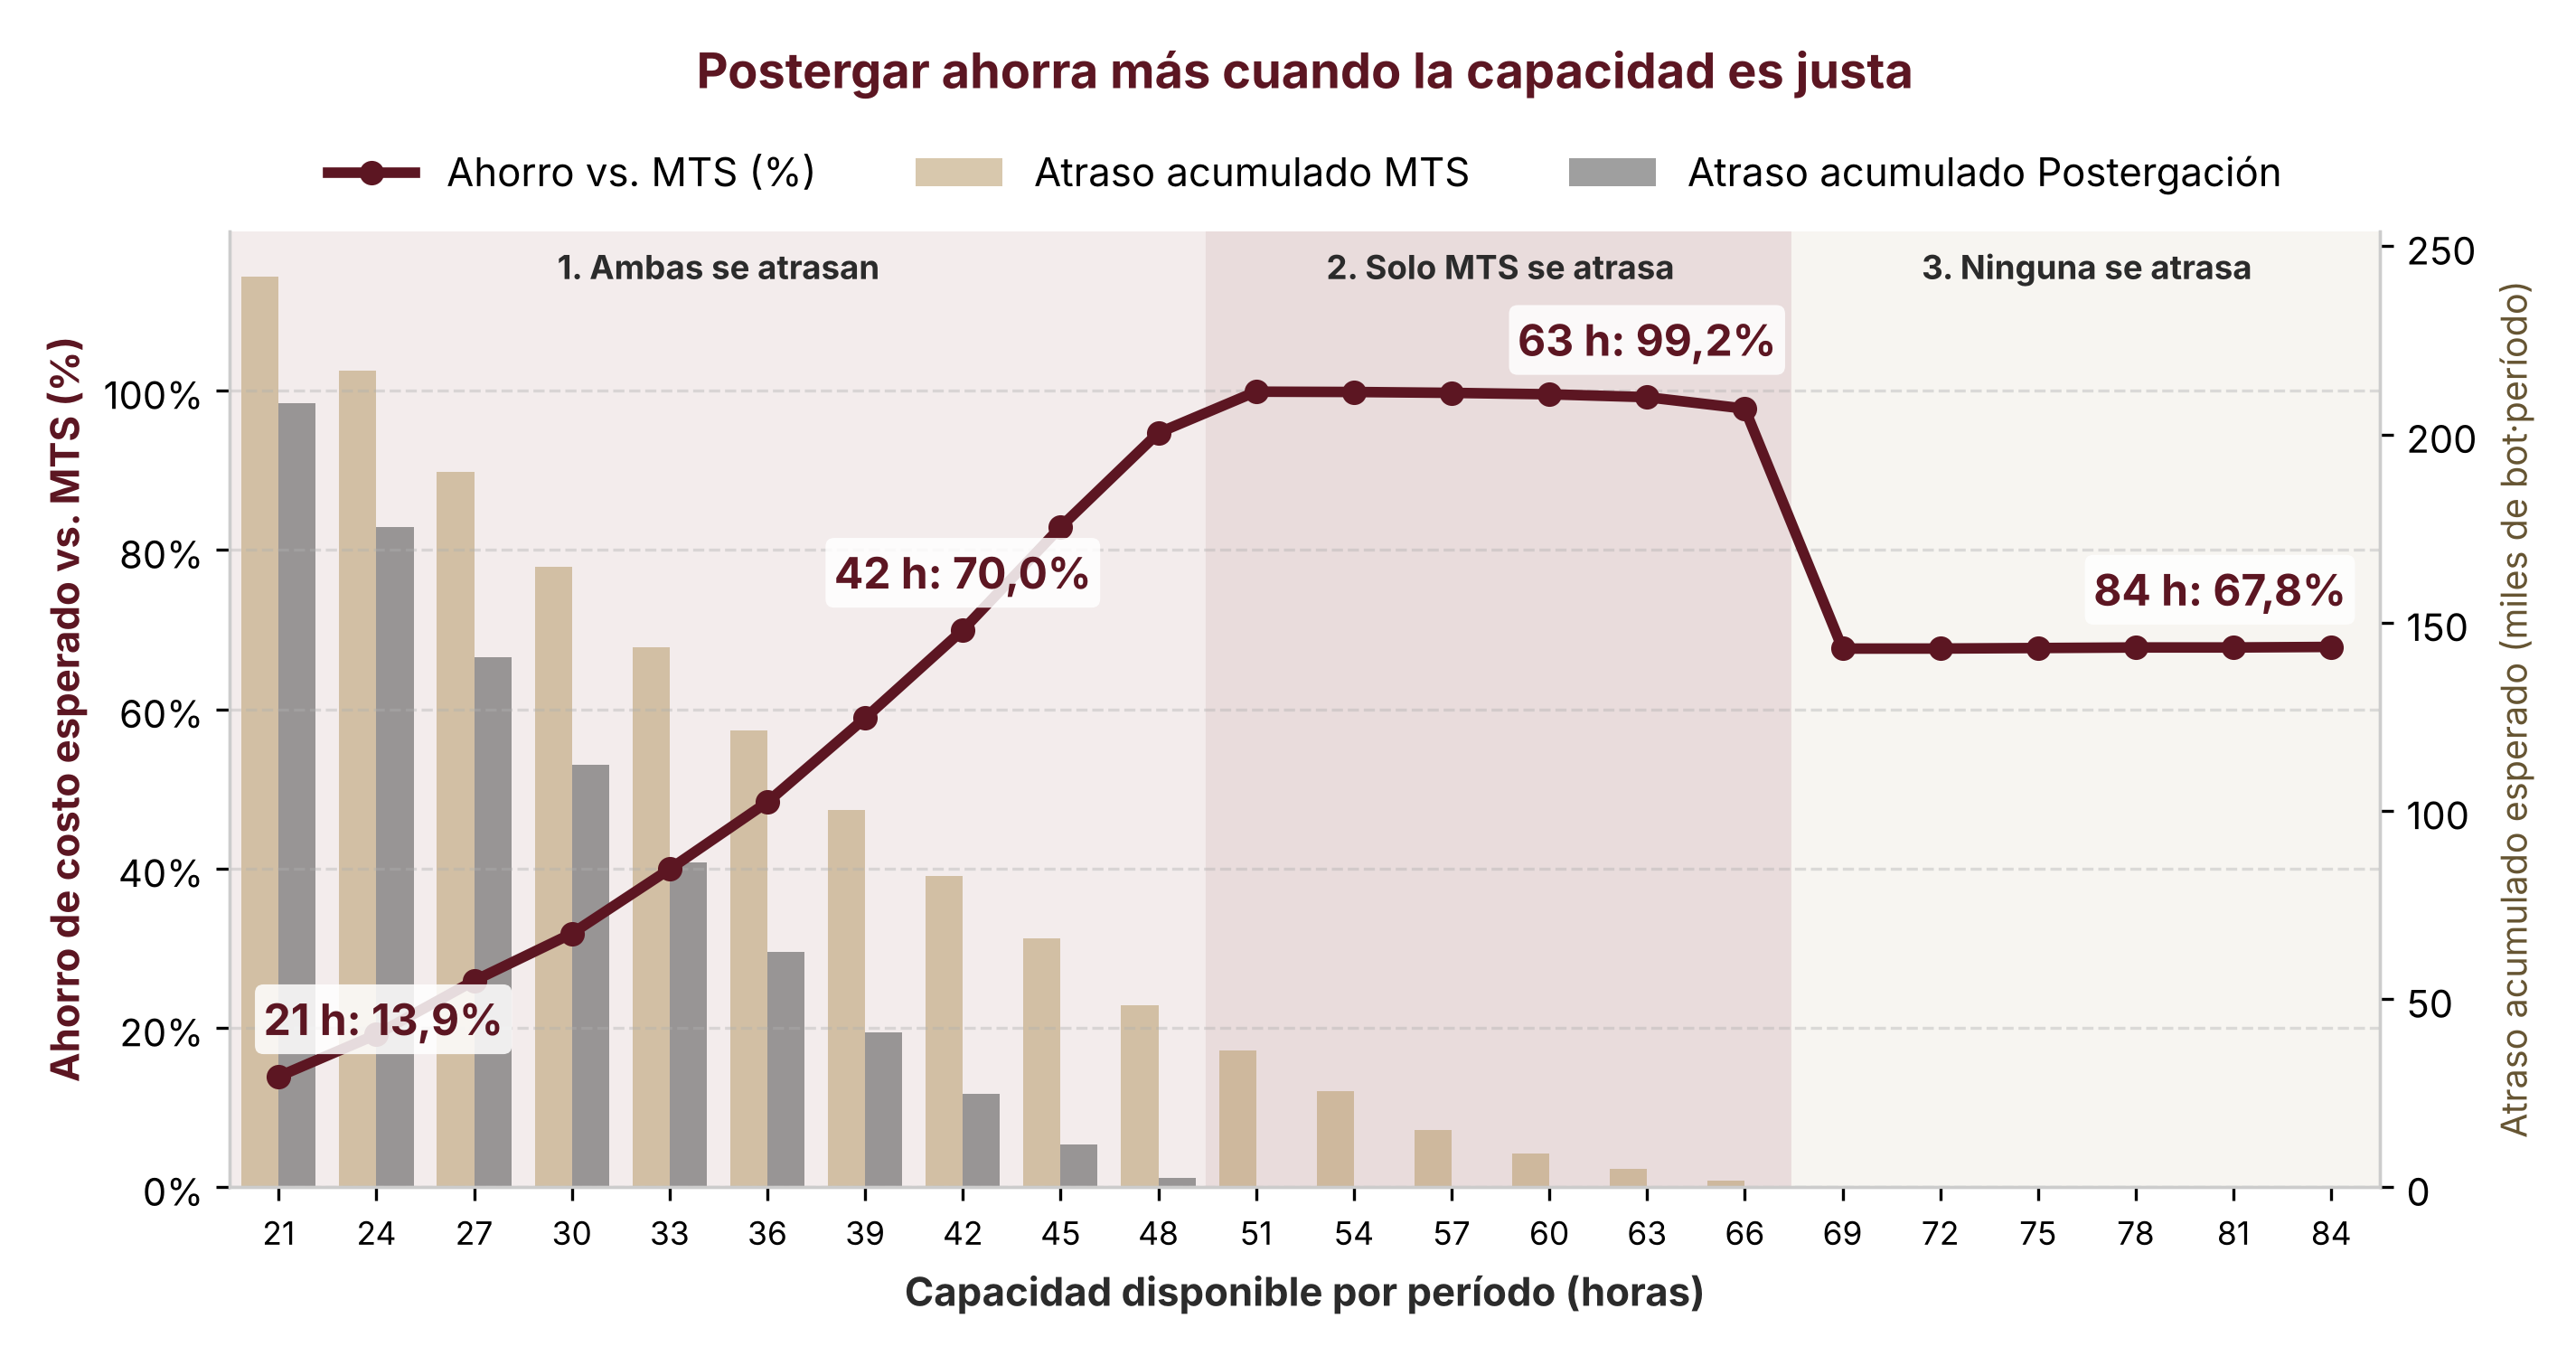 Postergar ahorra más cuando la capacidad es justa
Ahorro vs. MTS (%)
Atraso acumulado MTS
Atraso acumulado Postergación
1. Ambas se atrasan
2. Solo MTS se atrasa
3. Ninguna se atrasa
Ahorro de costo esperado vs. MTS (%)
100%
80%
60%
40%
20%
0%
21 h: 13,9%
42 h: 70,0%
63 h: 99,2%
84 h: 67,8%
250
200
150
100
50
0
Atraso acumulado esperado (miles de bot·período)
21 24 27 30 33 36 39 42 45 48 51 54 57 60 63 66 69 72 75 78 81 84
Capacidad disponible por período (horas)